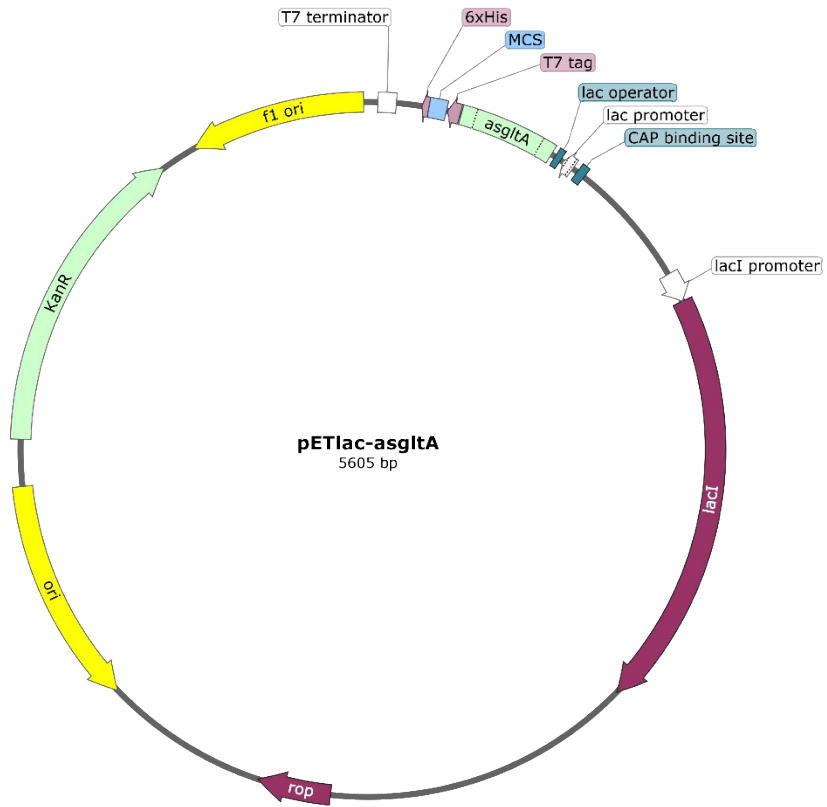 T7 terminator
6xHis
MCS
T7 tag
lac operator
lac promoter
CAP binding site
f1 ori
asgltA
lacI promoter
KanR
pETlac-asgltA
5605 bp
lacI
ori
rop